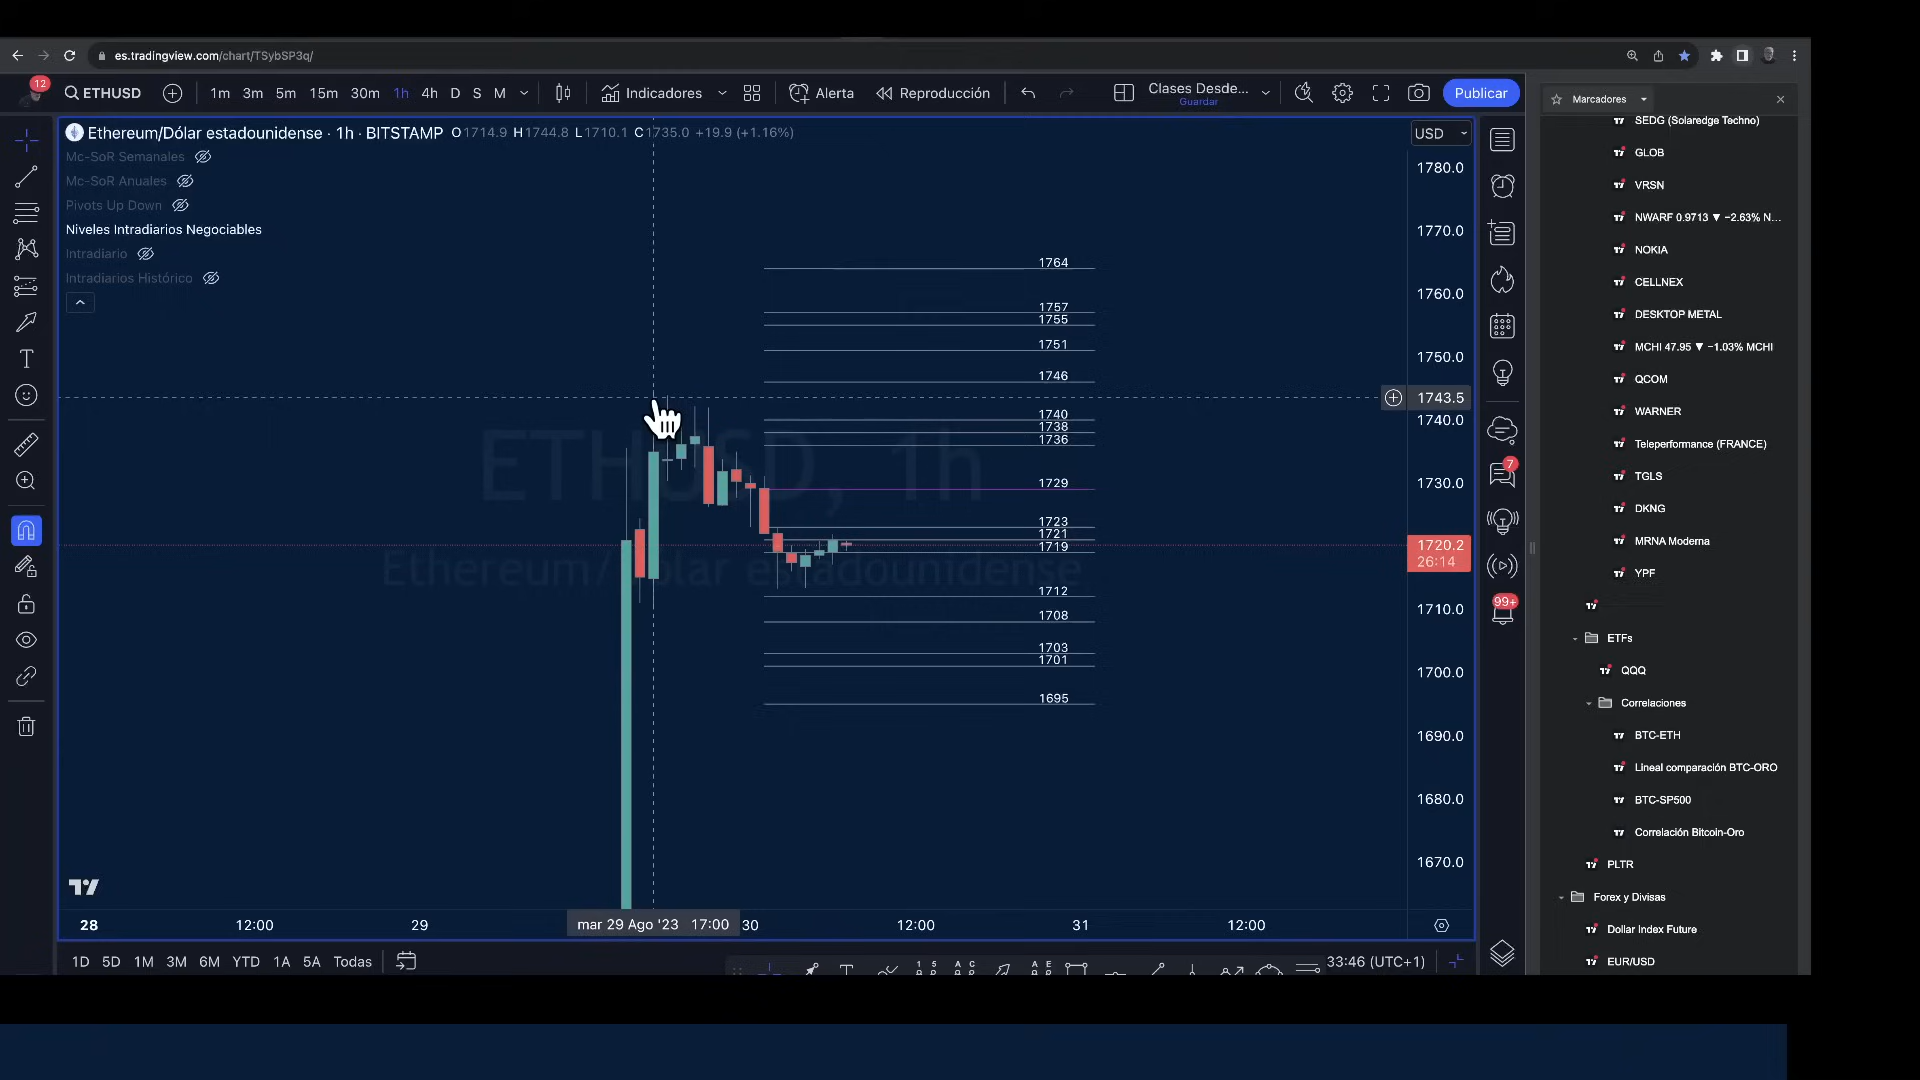 es.tradingview.com/chart/TSybSP3q/
12
ETHUSD
1m 3m 5m 15m 30m 1h 4h D S M
Indicadores
Alerta
Reproducción
Clases Desde...
Guardar
Publicar
Ethereum/Dólar estadounidense · 1h · BITSTAMP O1714.9 H1744.8 L1710.1 C1735.0 +19.9 (+1.16%)
USD
Mc-SoR Semanales
Mc-SoR Anuales
Pivots Up Down
Niveles Intradiarios Negociables
Intradiario
Intradiarios Histórico
1764
1757
1755
1751
1746
1740
1738
1736
1729
1723
1721
1719
1712
1708
1703
1701
1695
ETHUSD, 1h
Ethereum/Dólar estadounidense
1780.0
1770.0
1760.0
1750.0
1743.5
1740.0
1730.0
1720.2
26:14
1710.0
1700.0
1690.0
1680.0
1670.0
28 12:00 29 mar 29 Ago '23 17:00 30 12:00 31 12:00
1D 5D 1M 3M 6M YTD 1A 5A Todas
33:46 (UTC+1)
7
99+
Marcadores
SEDG (Solaredge Techno)
GLOB
VRSN
NWARF 0.9713 ▼ −2.63% N...
NOKIA
CELLNEX
DESKTOP METAL
MCHI 47.95 ▼ −1.03% MCHI
QCOM
WARNER
Teleperformance (FRANCE)
TGLS
DKNG
MRNA Moderna
YPF
ETFs
QQQ
Correlaciones
BTC-ETH
Lineal comparación BTC-ORO
BTC-SP500
Correlación Bitcoin-Oro
PLTR
Forex y Divisas
Dollar Index Future
EUR/USD